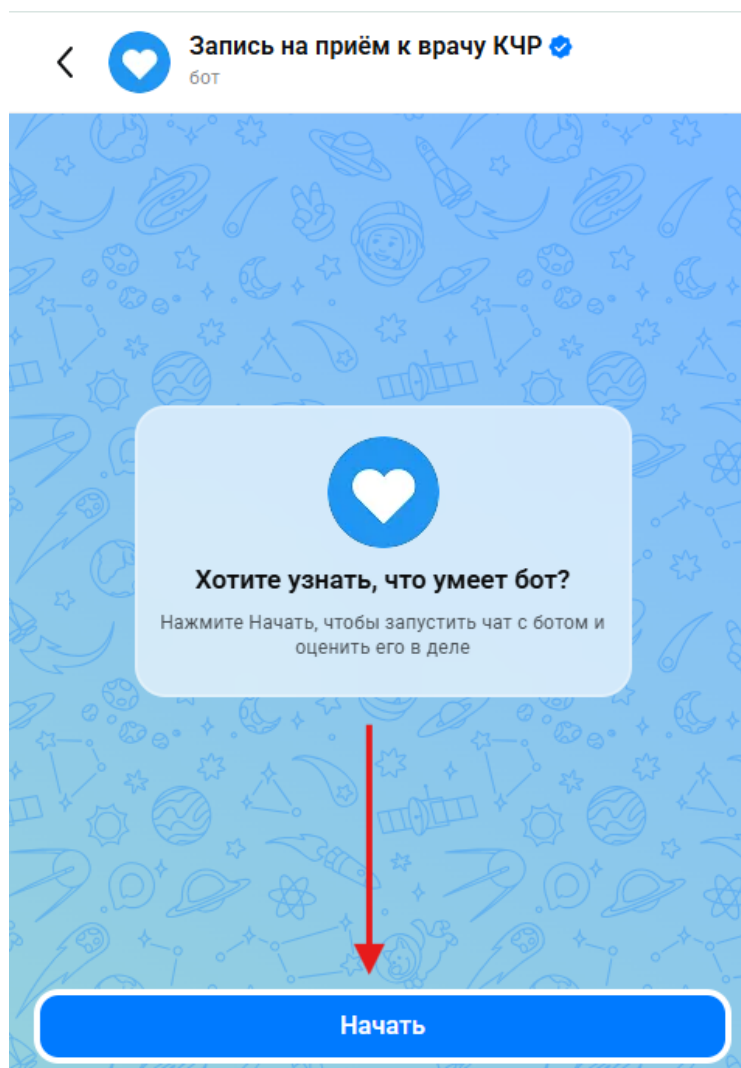 Запись на приём к врачу КЧР
бот
Хотите узнать, что умеет бот?
Нажмите Начать, чтобы запустить чат с ботом и
оценить его в деле
Начать